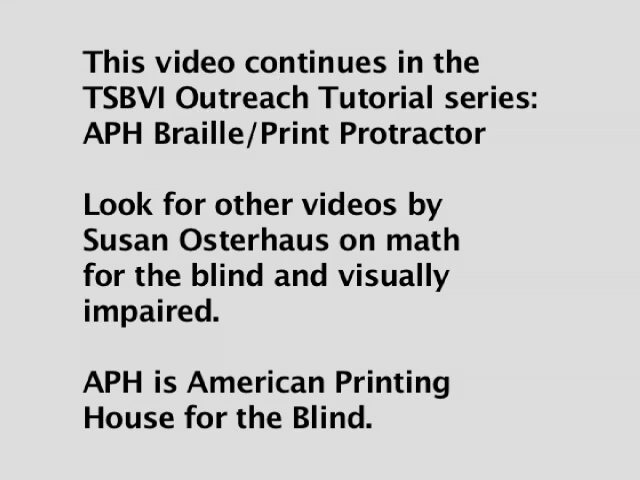 This video continues in the
TSBVI Outreach Tutorial series:
APH Braille/Print Protractor
Look for other videos by
Susan Osterhaus on math
for the blind and visually
impaired.
APH is American Printing
House for the Blind.